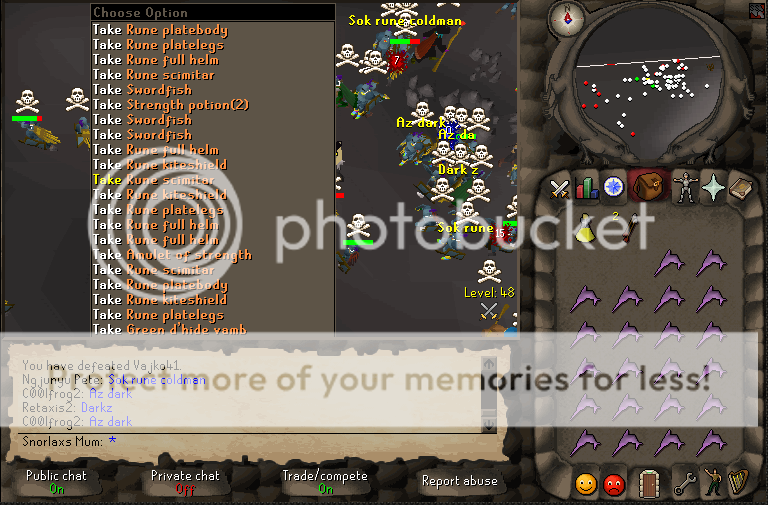 Choose Option
Take Rune platebody
Take Rune platelegs
Take Rune full helm
Take Rune scimitar
Take Swordfish
Take Strength potion(2)
Take Swordfish
Take Swordfish
Take Rune full helm
Take Rune kiteshield
Take Rune scimitar
Take Rune kiteshield
Take Rune platelegs
Take Rune full helm
Take Rune full helm
Take Amulet of strength
Take Rune scimitar
Take Rune platebody
Take Rune kiteshield
Take Rune platelegs
Take Green d'hide vamb
Sok rune coldman
7
Az dark
Az da
Dark z
Sok rune
15
Level: 48
N
2
photobucket
Protect more of your memories for less!
You have defeated Vajko41.
Ng junyu Pete: Sok rune coldman
C00lfrog2: Az dark
Retaxis2: Darkz
C00lfrog2: Az dark
Snorlaxs Mum: *
Public chat
On
Private chat
Off
Trade/compete
On
Report abuse